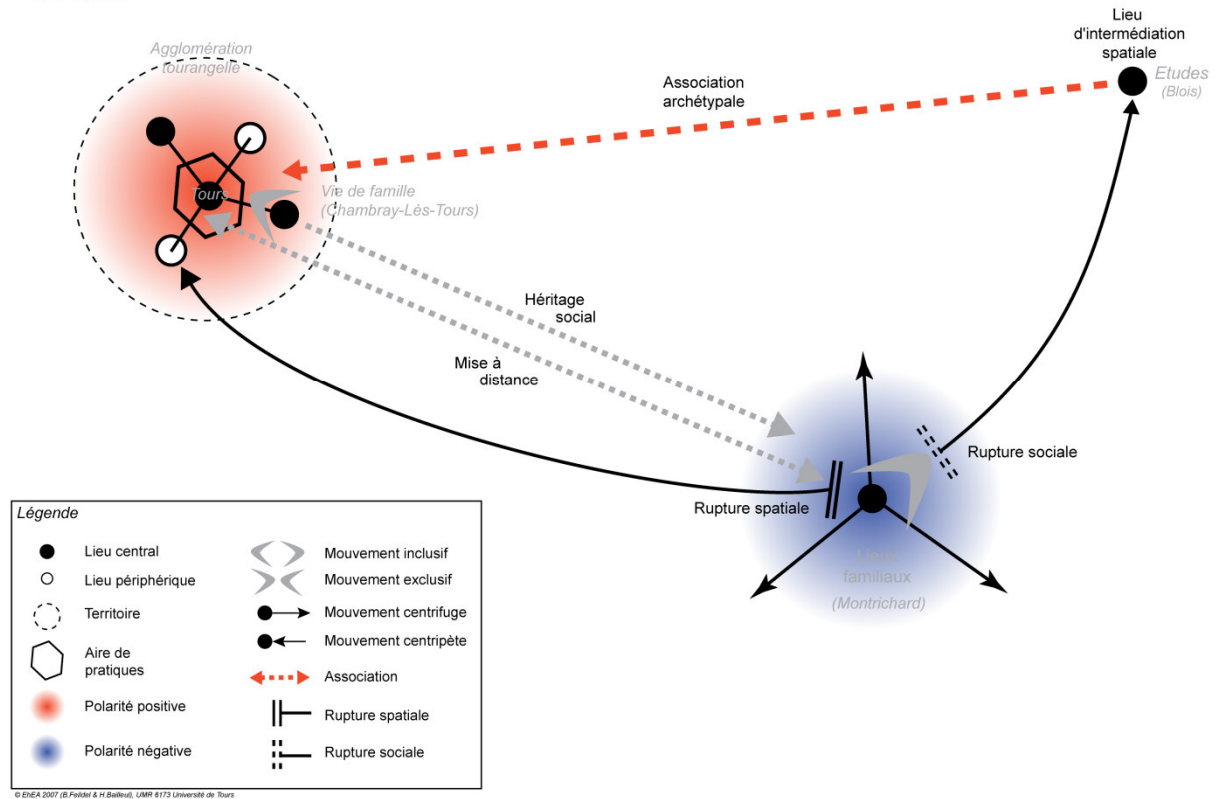 Lieu
d'intermédiation
spatiale
Etudes
(Blois)
Agglomération
tourangelle
Association
archétypale
Tours
Vie de famille
(Chambray-Lès-Tours)
Héritage
social
Mise à
distance
Rupture sociale
Rupture spatiale
Lieux
familiaux
(Montrichard)
Légende
Lieu central
Lieu périphérique
Territoire
Aire de
pratiques
Polarité positive
Polarité négative
Mouvement inclusif
Mouvement exclusif
Mouvement centrifuge
Mouvement centripète
Association
Rupture spatiale
Rupture sociale
© EhEA 2007 (B.Feildel & H.Bailleul), UMR 6173 Université de Tours